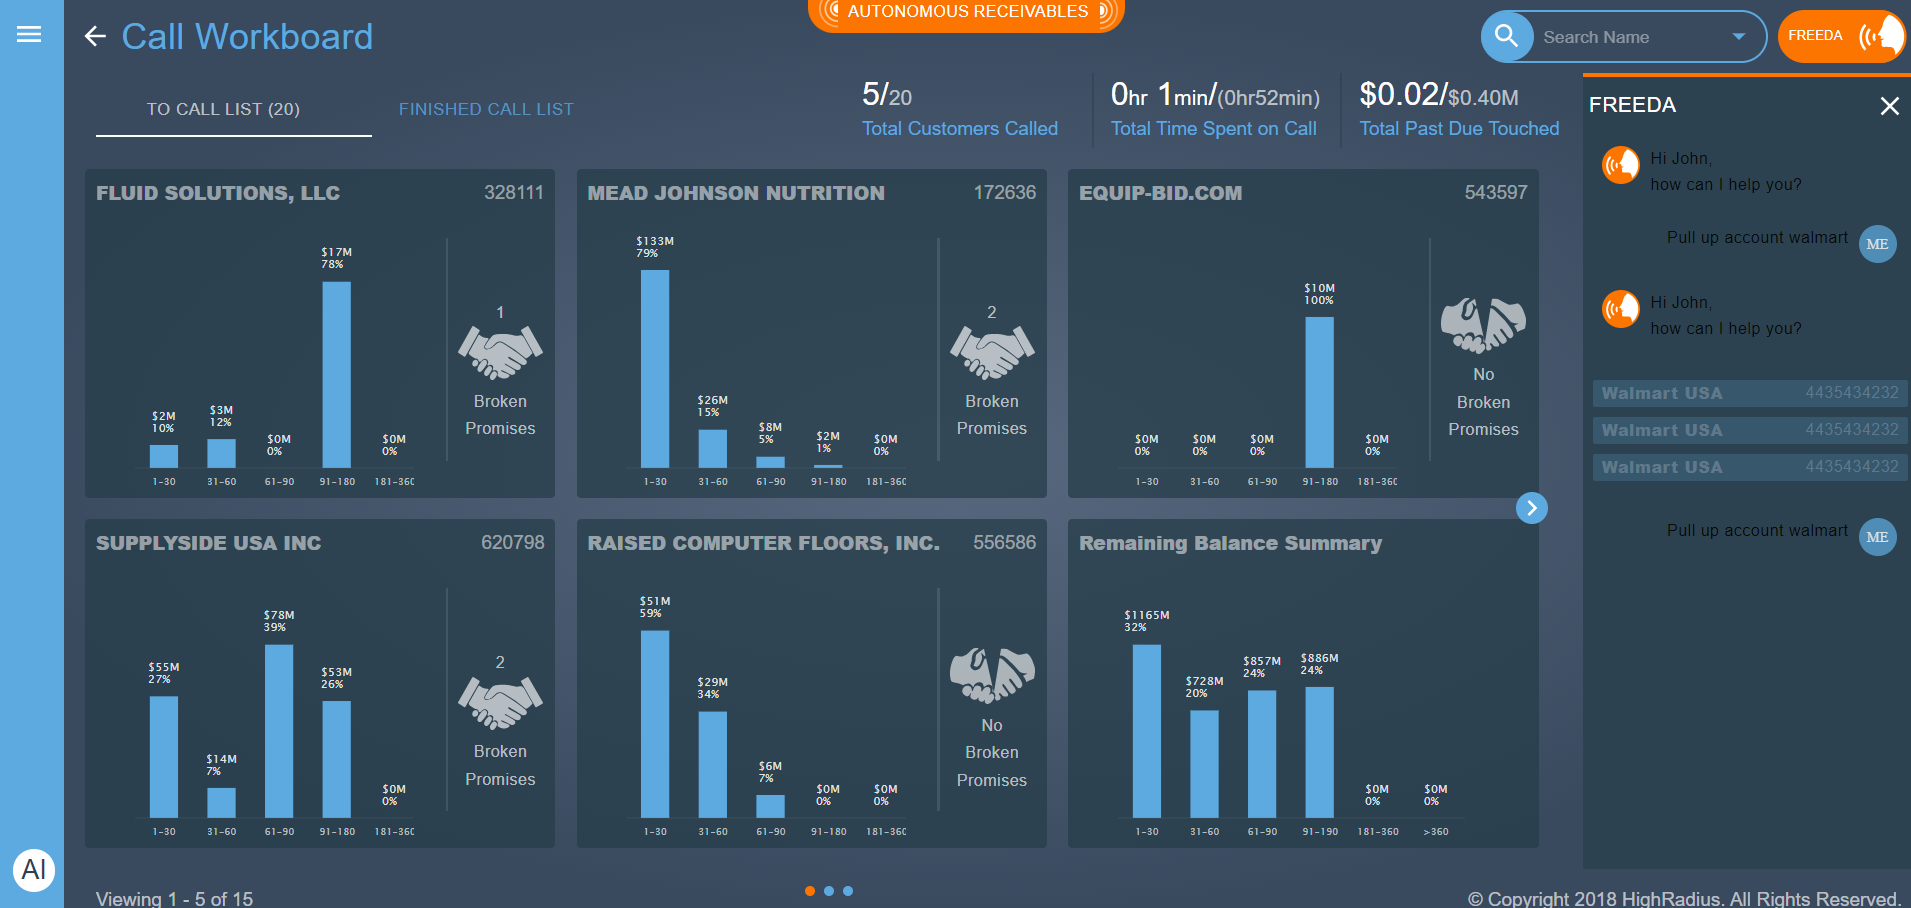 AUTONOMOUS RECEIVABLES
Call Workboard
Search Name
FREEDA
TO CALL LIST (20)
FINISHED CALL LIST
5/20
Total Customers Called
0hr 1min/(0hr52min)
Total Time Spent on Call
$0.02/$0.40M
Total Past Due Touched
FLUID SOLUTIONS, LLC 328111
$2M
10%
$3M
12%
$0M
0%
$17M
78%
$0M
0%
1-30 31-60 61-90 91-180 181-360
1
Broken
Promises
MEAD JOHNSON NUTRITION 172636
$133M
79%
$26M
15%
$8M
5%
$2M
1%
$0M
0%
1-30 31-60 61-90 91-180 181-360
2
Broken
Promises
EQUIP-BID.COM 543597
$0M
0%
$0M
0%
$0M
0%
$10M
100%
$0M
0%
1-30 31-60 61-90 91-180 181-360
No
Broken
Promises
SUPPLYSIDE USA INC 620798
$55M
27%
$14M
7%
$78M
39%
$53M
26%
$0M
0%
1-30 31-60 61-90 91-180 181-360
2
Broken
Promises
RAISED COMPUTER FLOORS, INC. 556586
$51M
59%
$29M
34%
$6M
7%
$0M
0%
$0M
0%
1-30 31-60 61-90 91-180 181-360
No
Broken
Promises
Remaining Balance Summary
$1165M
32%
$728M
20%
$857M
24%
$886M
24%
$0M
0%
$0M
0%
1-30 31-60 61-90 91-190 181-360 >360
FREEDA
Hi John,
how can I help you?
Pull up account walmart
ME
Hi John,
how can I help you?
Walmart USA 4435434232
Walmart USA 4435434232
Walmart USA 4435434232
Pull up account walmart
ME
AI
Viewing 1 - 5 of 15
© Copyright 2018 HighRadius. All Rights Reserved.